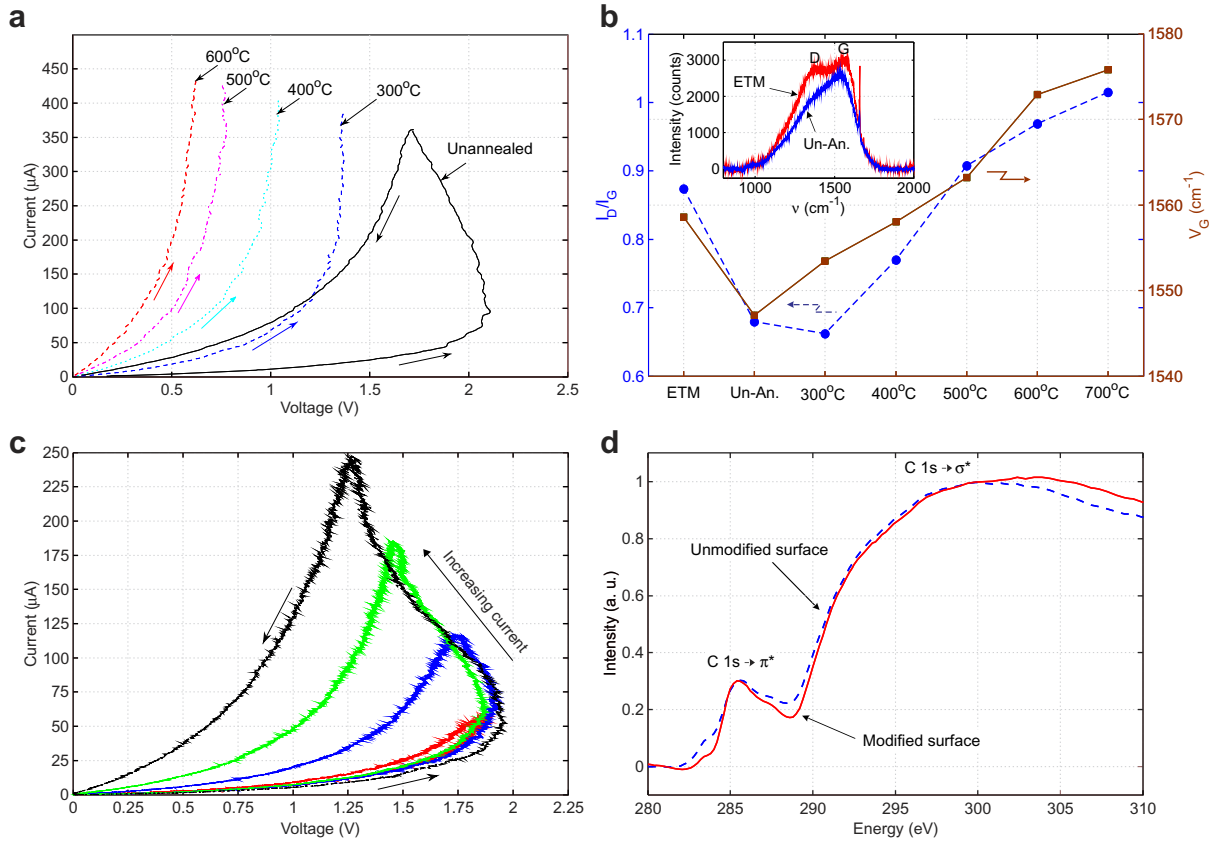 a
450
400
350
300
250
200
150
100
50
0
Current (µA)
0
0.5
1
1.5
2
2.5
Voltage (V)
600°C
500°C
400°C
300°C
Unannealed
b
1.1
1
0.9
0.8
0.7
0.6
I_D/I_G
1580
1570
1560
1550
1540
V_G (cm⁻¹)
ETM
Un-An.
300°C
400°C
500°C
600°C
700°C
3000
2000
1000
0
Intensity (counts)
1000
1500
2000
ν (cm⁻¹)
D
G
ETM
Un-An.
c
250
225
200
175
150
125
100
75
50
25
0
Current (µA)
0
0.25
0.5
0.75
1
1.25
1.5
1.75
2
2.25
Voltage (V)
Increasing current
d
1
0.8
0.6
0.4
0.2
0
Intensity (a. u.)
280
285
290
295
300
305
310
Energy (eV)
C 1s→σ*
Unmodified surface
C 1s→π*
Modified surface